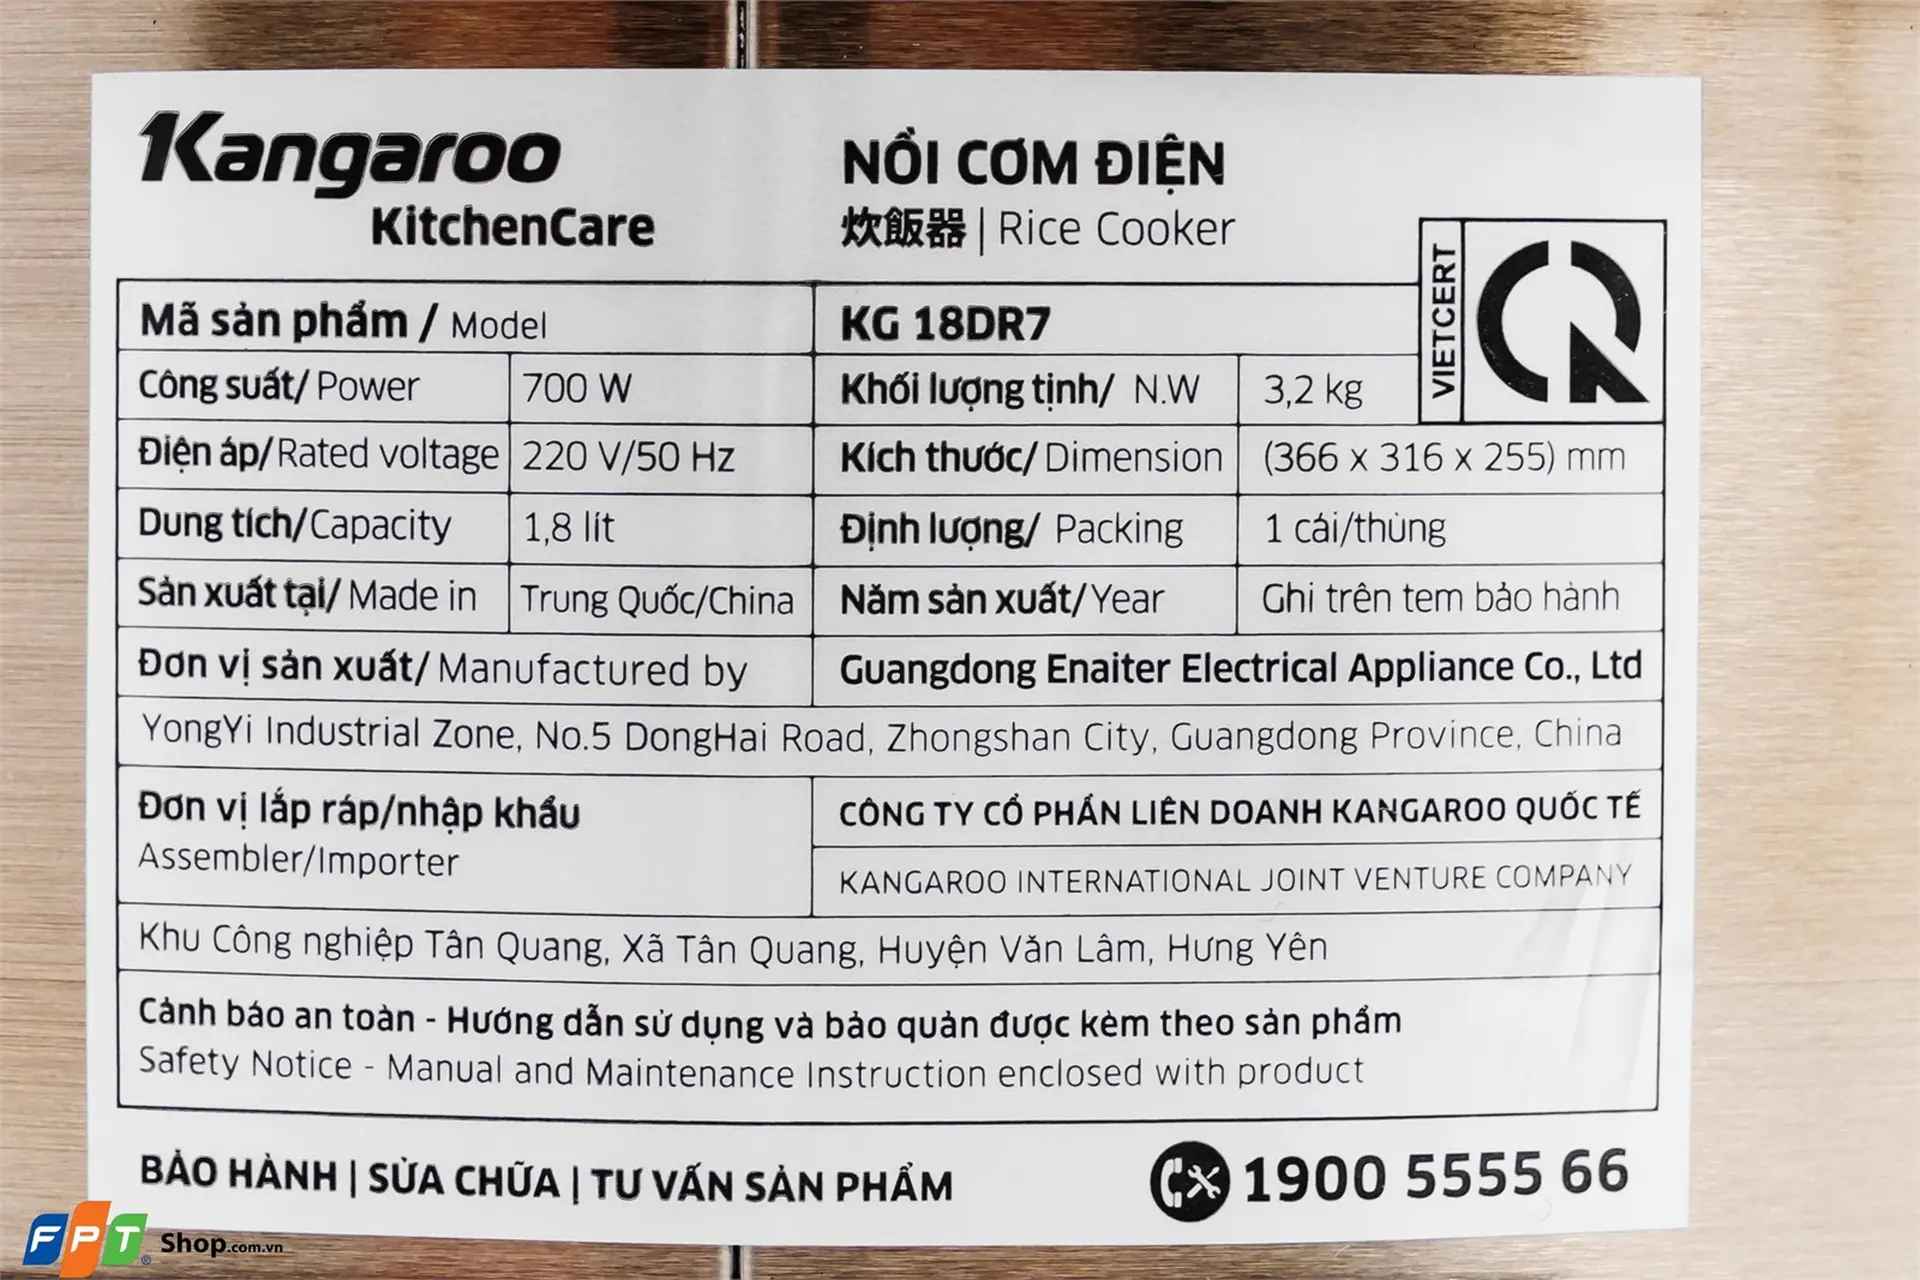 Kangaroo
KitchenCare
NỒI CƠM ĐIỆN
炊飯器 | Rice Cooker
VIETCERT
Mã sản phẩm / Model KG 18DR7
Công suất/ Power 700 W Khối lượng tịnh/ N.W 3,2 kg
Điện áp/Rated voltage 220 V/50 Hz Kích thước/ Dimension (366 x 316 x 255) mm
Dung tích/Capacity 1,8 lít Định lượng/ Packing 1 cái/thùng
Sản xuất tại/ Made in Trung Quốc/China Năm sản xuất/Year Ghi trên tem bảo hành
Đơn vị sản xuất/ Manufactured by Guangdong Enaiter Electrical Appliance Co., Ltd
YongYi Industrial Zone, No.5 DongHai Road, Zhongshan City, Guangdong Province, China
Đơn vị lắp ráp/nhập khẩu
Assembler/Importer
CÔNG TY CỔ PHẦN LIÊN DOANH KANGAROO QUỐC TẾ
KANGAROO INTERNATIONAL JOINT VENTURE COMPANY
Khu Công nghiệp Tân Quang, Xã Tân Quang, Huyện Văn Lâm, Hưng Yên
Cảnh báo an toàn - Hướng dẫn sử dụng và bảo quản được kèm theo sản phẩm
Safety Notice - Manual and Maintenance Instruction enclosed with product
BẢO HÀNH | SỬA CHỮA | TƯ VẤN SẢN PHẨM 1900 5555 66
FPT Shop.com.vn